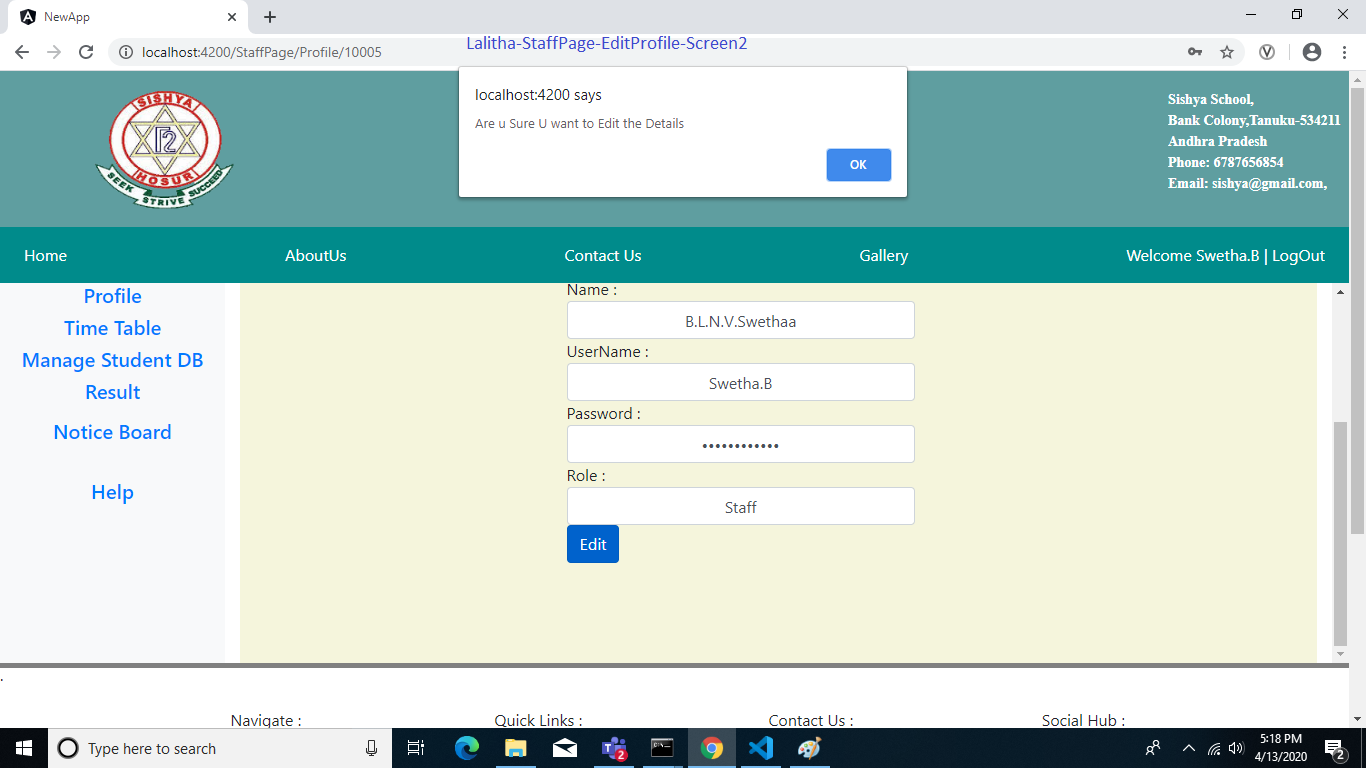 NewApp
localhost:4200/StaffPage/Profile/10005
Lalitha-StaffPage-EditProfile-Screen2
localhost:4200 says
Are u Sure U want to Edit the Details
OK
SISHYA
HOSUR
SEEK STRIVE SUCCEED
Sishya School,
Bank Colony,Tanuku-534211
Andhra Pradesh
Phone: 6787656854
Email: sishya@gmail.com,
Home AboutUs Contact Us Gallery Welcome Swetha.B | LogOut
Profile
Time Table
Manage Student DB
Result
Notice Board
Help
Name :
B.L.N.V.Swethaa
UserName :
Swetha.B
Password :
••••••••••••
Role :
Staff
Edit
.
Navigate : Quick Links : Contact Us : Social Hub :
Type here to search
2
5:18 PM
4/13/2020
2